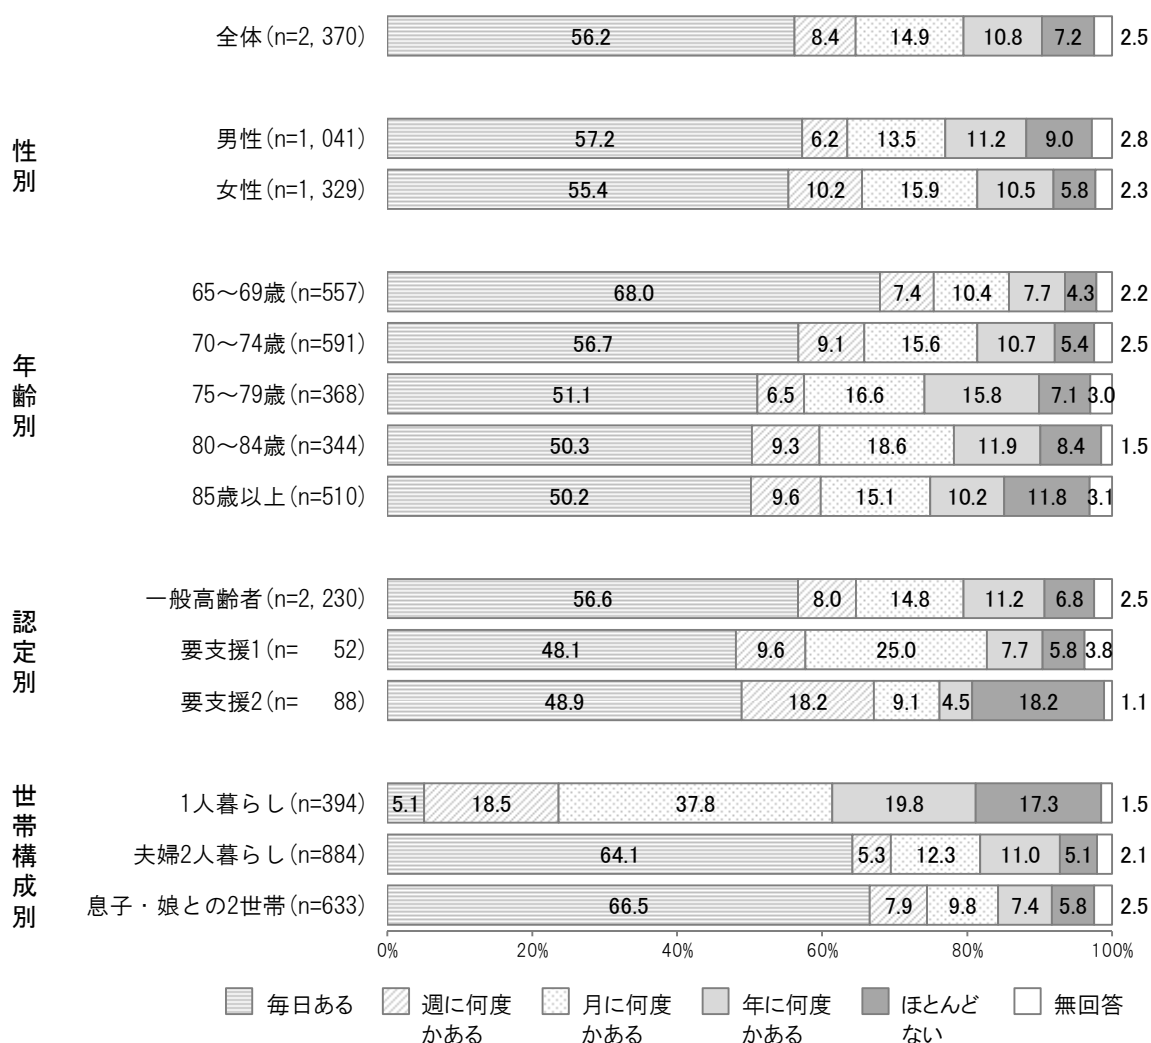 全体(n=2,370) 56.2 8.4 14.9 10.8 7.2 2.5
性別
男性(n=1,041) 57.2 6.2 13.5 11.2 9.0 2.8
女性(n=1,329) 55.4 10.2 15.9 10.5 5.8 2.3
年齢別
65～69歳(n=557) 68.0 7.4 10.4 7.7 4.3 2.2
70～74歳(n=591) 56.7 9.1 15.6 10.7 5.4 2.5
75～79歳(n=368) 51.1 6.5 16.6 15.8 7.1 3.0
80～84歳(n=344) 50.3 9.3 18.6 11.9 8.4 1.5
85歳以上(n=510) 50.2 9.6 15.1 10.2 11.8 3.1
認定別
一般高齢者(n=2,230) 56.6 8.0 14.8 11.2 6.8 2.5
要支援1(n=　52) 48.1 9.6 25.0 7.7 5.8 3.8
要支援2(n=　88) 48.9 18.2 9.1 4.5 18.2 1.1
世帯構成別
1人暮らし(n=394) 5.1 18.5 37.8 19.8 17.3 1.5
夫婦2人暮らし(n=884) 64.1 5.3 12.3 11.0 5.1 2.1
息子・娘との2世帯(n=633) 66.5 7.9 9.8 7.4 5.8 2.5
0% 20% 40% 60% 80% 100%
毎日ある
週に何度
かある
月に何度
かある
年に何度
かある
ほとんど
ない
無回答